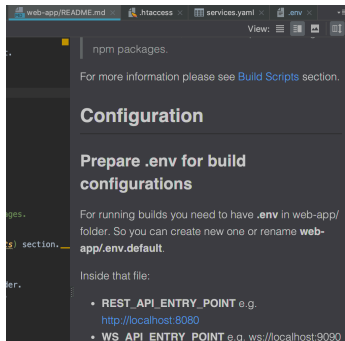 web-app/README.md × .htaccess × services.yaml × .env ×
View:
npm packages.
For more information please see Build Scripts section.
Configuration
Prepare .env for build
configurations
ages.
For running builds you need to have .env in web-app/
folder. So you can create new one or rename web-
s) section.
app/.env.default.
Inside that file:
der.
• REST_API_ENTRY_POINT e.g.
http://localhost:8080
• WS_API_ENTRY_POINT e.g. ws://localhost:9090